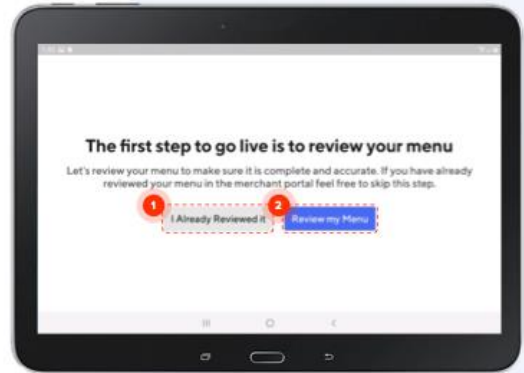 The first step to go live is to review your menu
Let's review your menu to make sure it is complete and accurate. If you have already
reviewed your menu in the merchant portal feel free to skip this step.
1 2
I Already Reviewed it Review my Menu